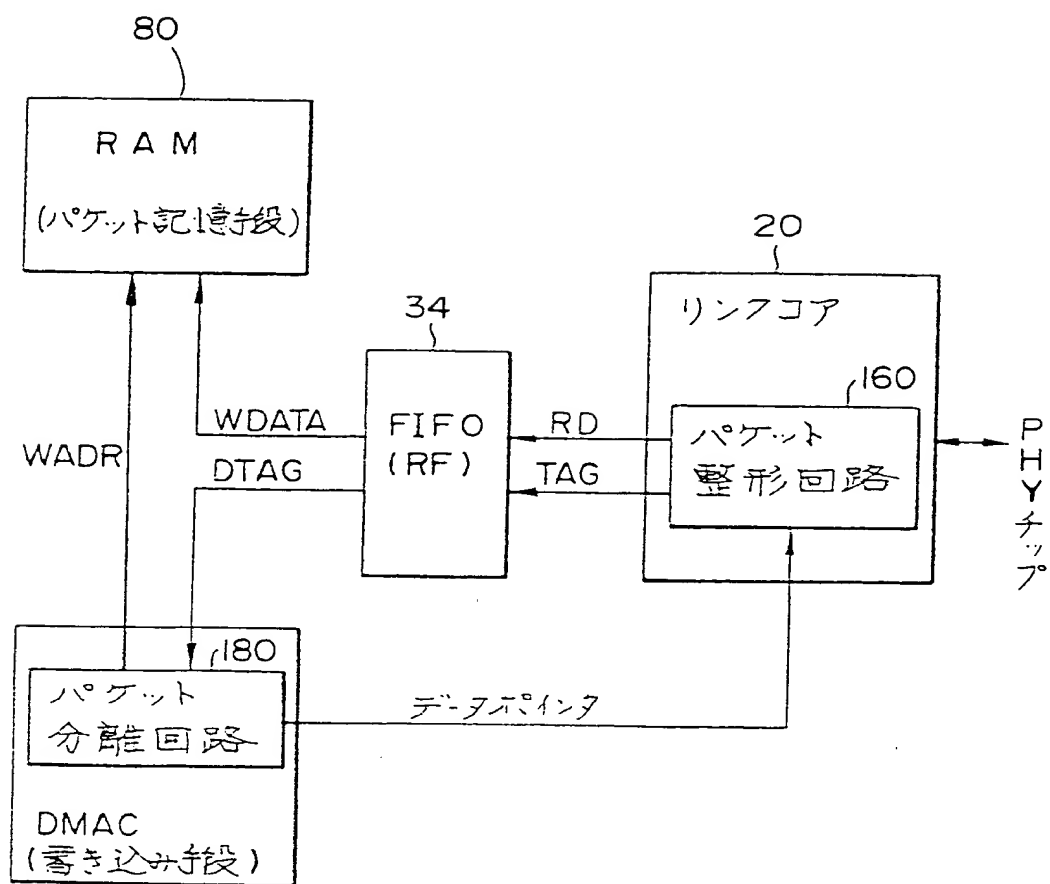 80
RAM
(パケット記憶手段)
20
リンクコア
34
FIFO
(RF)
160
パケット
整形回路
RD
TAG
WDATA
DTAG
WADR
PHYチップ
180
パケット
分離回路
データポインタ
DMAC
(書き込み手段)